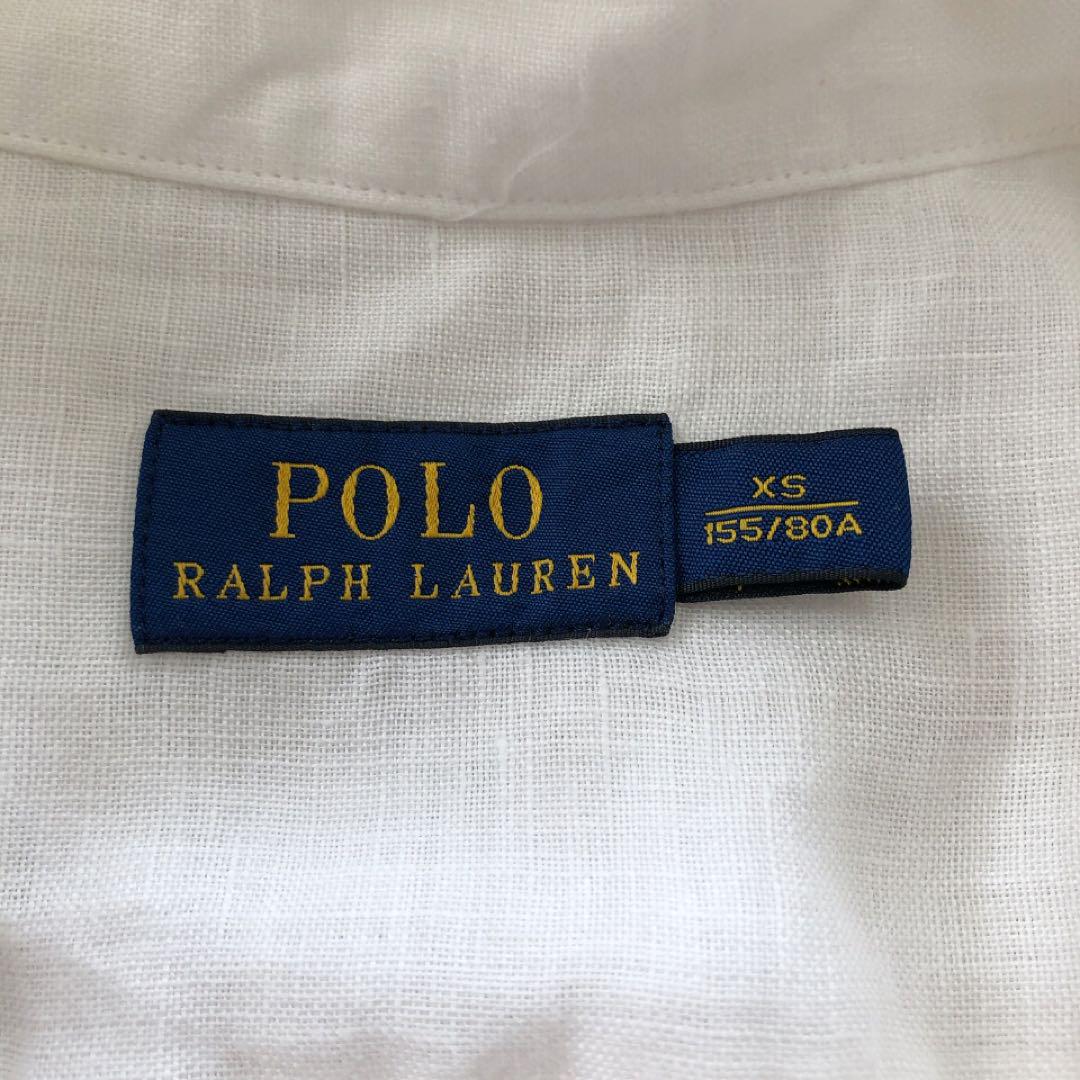 POLO
RALPH LAUREN
XS
155/80A